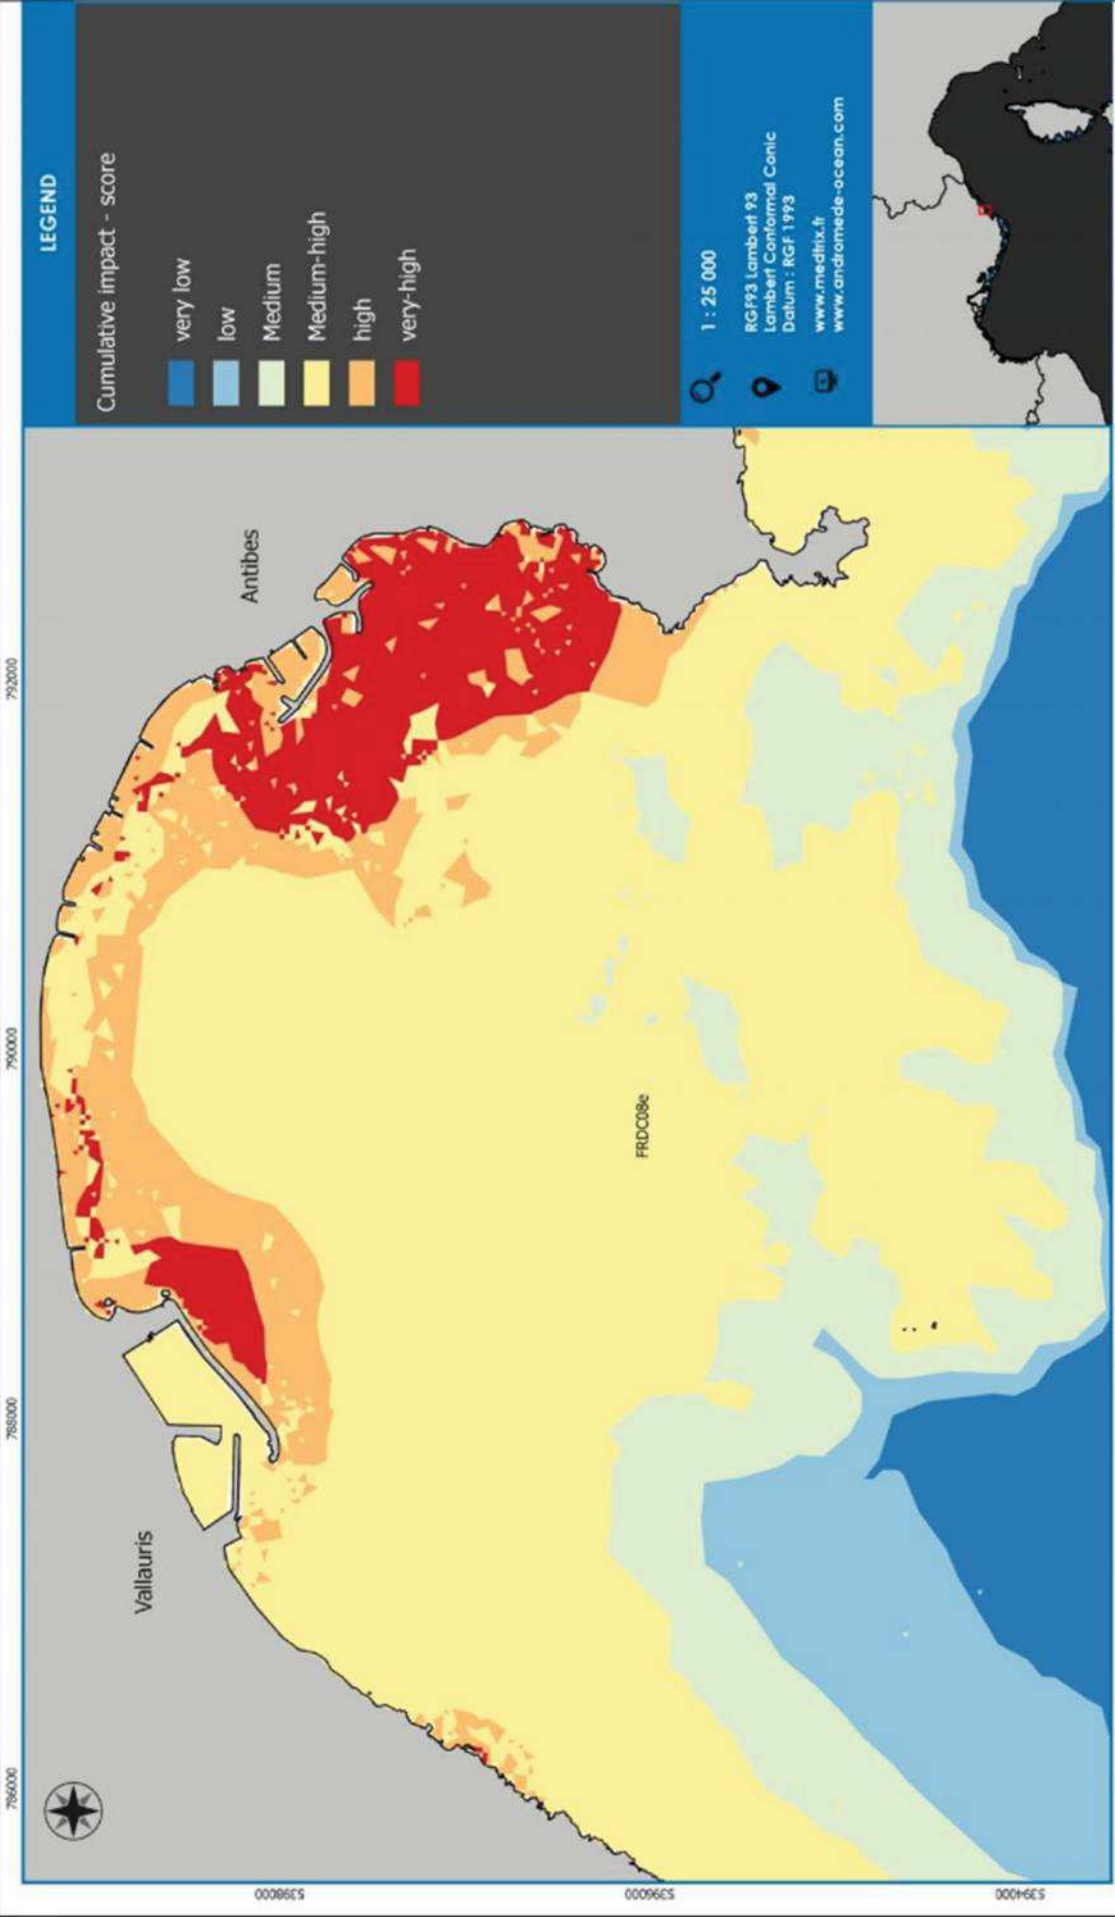 LEGEND
Cumulative impact - score
very low
low
Medium
Medium-high
high
very-high
1 : 25 000
RGF93 Lambert 93
Lambert Conformal Conic
Datum : RGF 1993
www.medtrix.fr
www.andromede-ocean.com
786000
788000
790000
792000
5398000
5396000
5394000
Vallauris
Antibes
FRDC08e